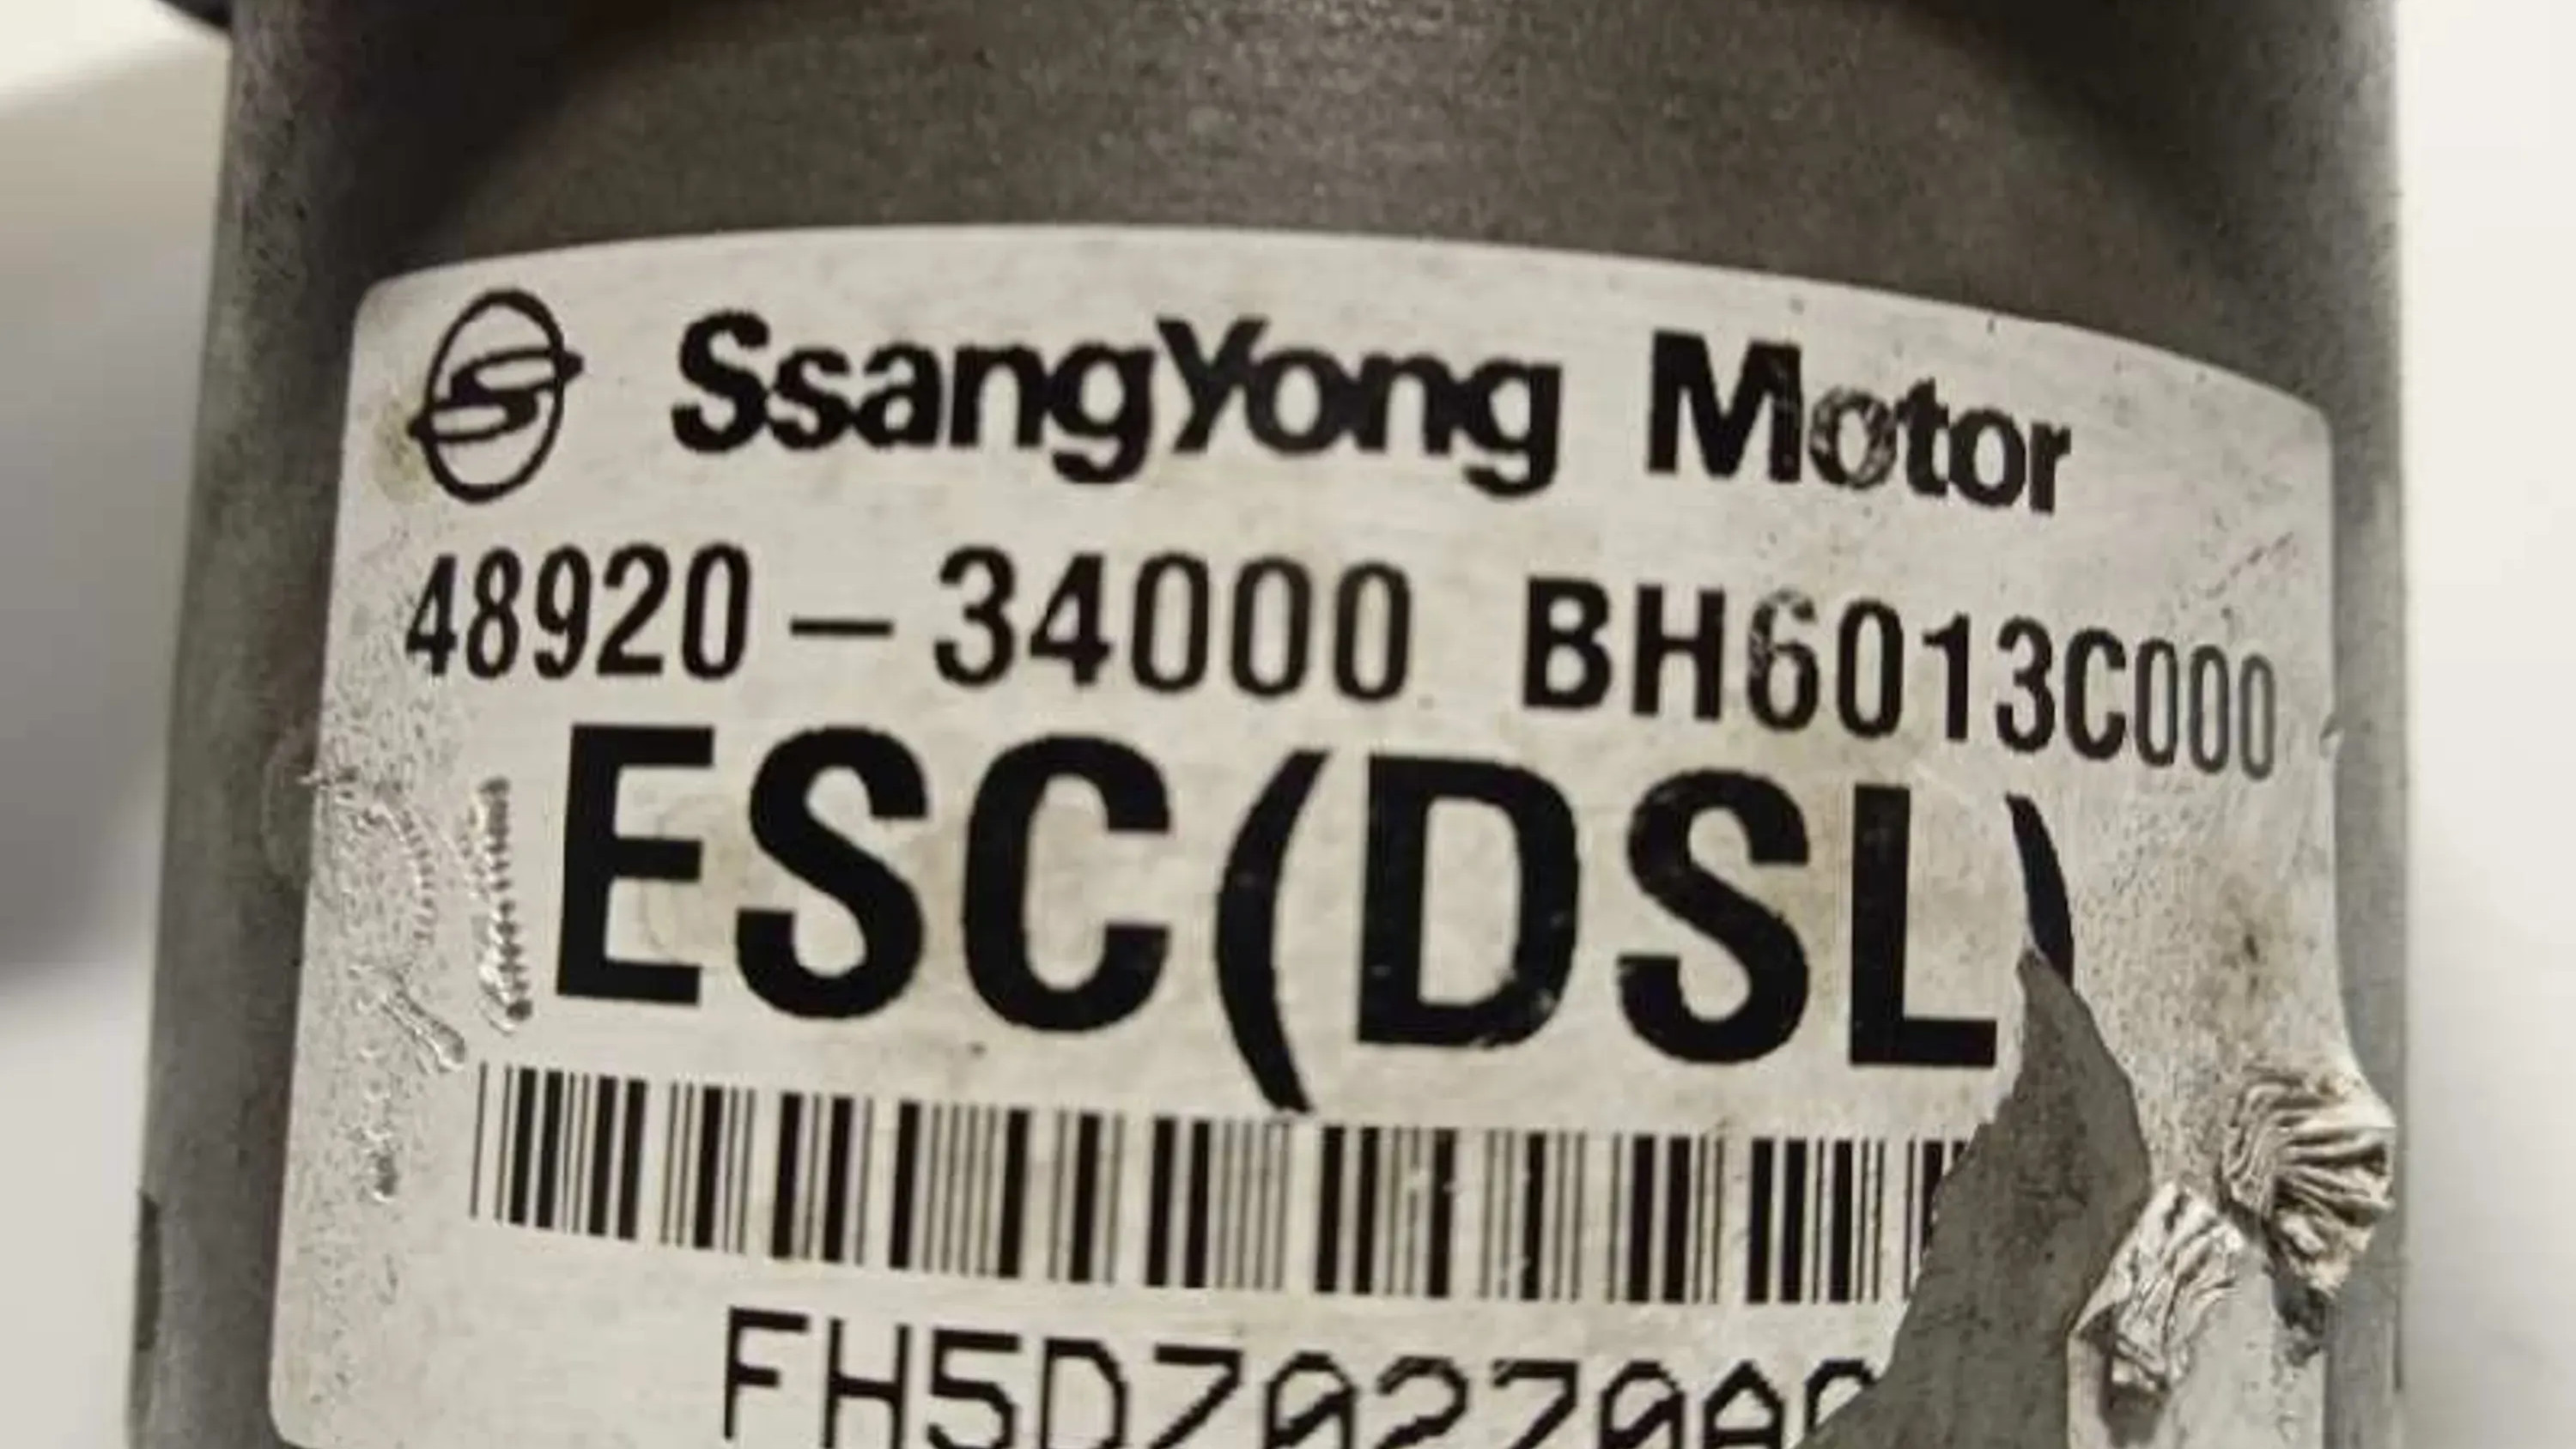 SsangYong Motor
48920-34000 BH6013C000
ESC(DSL)